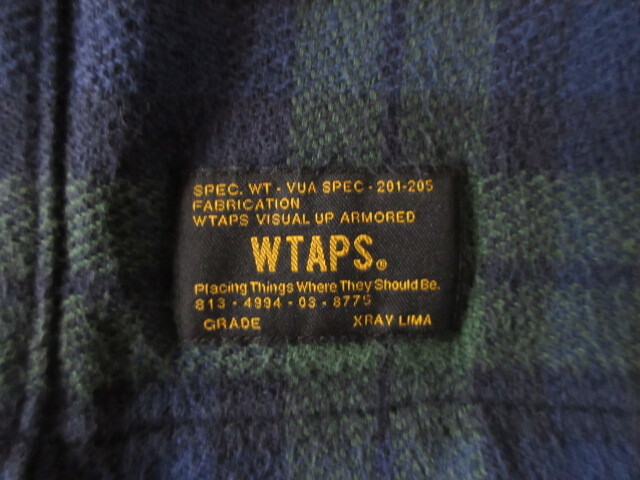 SPEC. WT - VUA SPEC - 201-205
FABRICATION
WTAPS VISUAL UP ARMORED
WTAPS®
Placing Things Where They Should Be.
813 - 4994 - 03 - 8775
GRADE XRAY LIMA